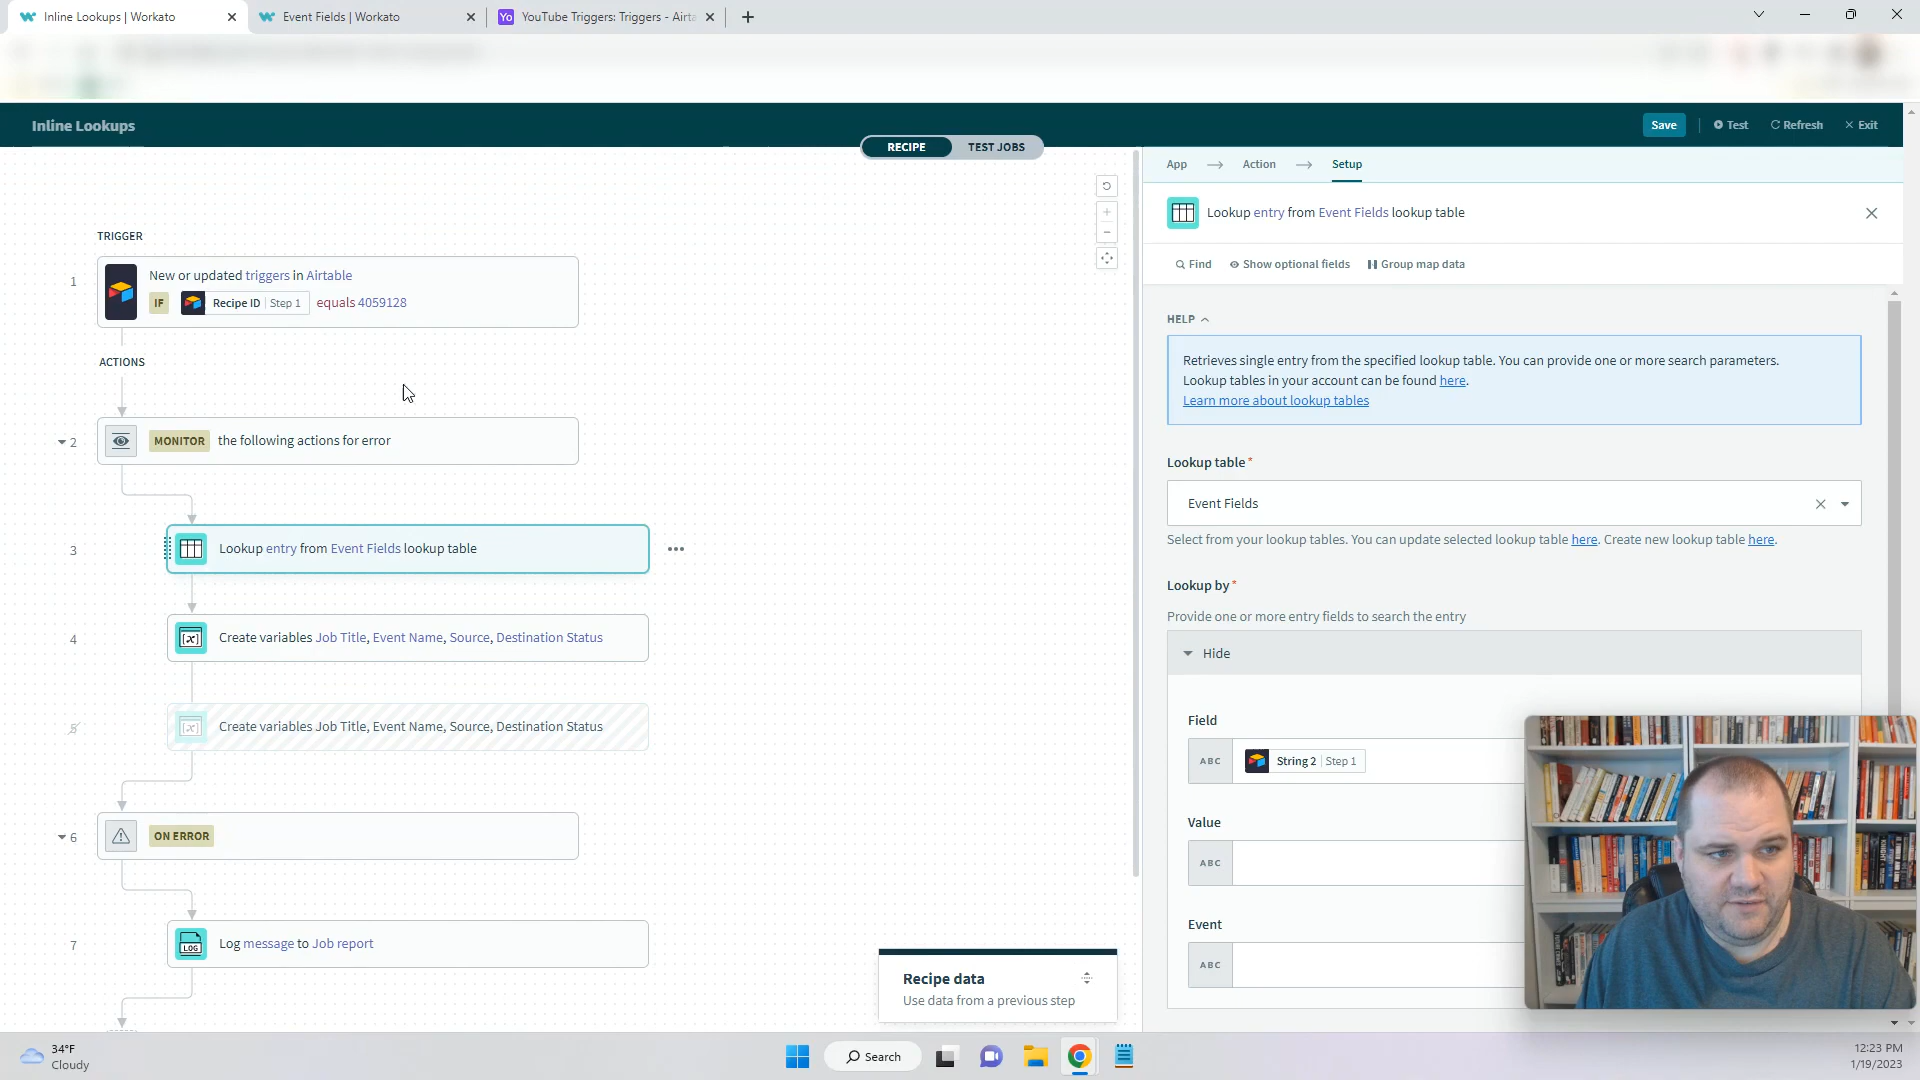 Inline Lookups | Workato
Event Fields | Workato
Yo
YouTube Triggers: Triggers - Airta
Inline Lookups
RECIPE
TEST JOBS
Save
Test
Refresh
Exit
App
Action
Setup
Lookup entry from Event Fields lookup table
Find
Show optional fields
Group map data
HELP
Retrieves single entry from the specified lookup table. You can provide one or more search parameters.
Lookup tables in your account can be found here.
Learn more about lookup tables
Lookup table*
Event Fields
Select from your lookup tables. You can update selected lookup table here. Create new lookup table here.
Lookup by*
Provide one or more entry fields to search the entry
Hide
Field
ABC
String 2 | Step 1
Value
ABC
Event
ABC
TRIGGER
1
New or updated triggers in Airtable
IF Recipe ID | Step 1 equals 4059128
ACTIONS
2
MONITOR the following actions for error
3
Lookup entry from Event Fields lookup table
4
Create variables Job Title, Event Name, Source, Destination Status
5
Create variables Job Title, Event Name, Source, Destination Status
6
ON ERROR
7
LOG
Log message to Job report
Recipe data
Use data from a previous step
34°F
Cloudy
Search
12:23 PM
1/19/2023